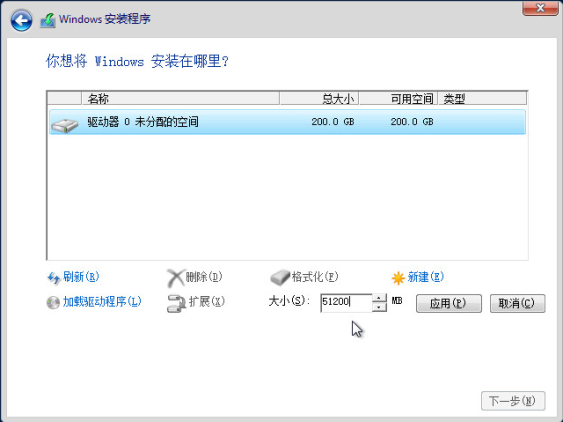 Windows 安装程序
你想将 Windows 安装在哪里?
名称 总大小 可用空间 类型
驱动器 0 未分配的空间 200.0 GB 200.0 GB
刷新(R) 删除(D) 格式化(F) 新建(E)
加载驱动程序(L) 扩展(X) 大小(S): 51200 MB 应用(P) 取消(C)
下一步(N)